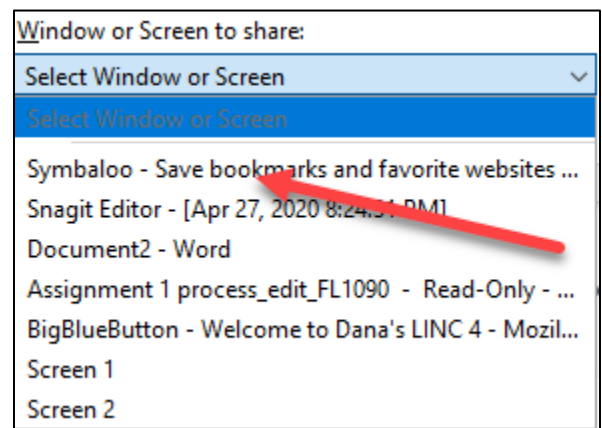 Window or Screen to share:
Select Window or Screen
Select Window or Screen
Symbaloo - Save bookmarks and favorite websites ...
Snagit Editor - [Apr 27, 2020 8:24:31 PM]
Document2 - Word
Assignment 1 process_edit_FL1090 - Read-Only - ...
BigBlueButton - Welcome to Dana's LINC 4 - Mozil...
Screen 1
Screen 2